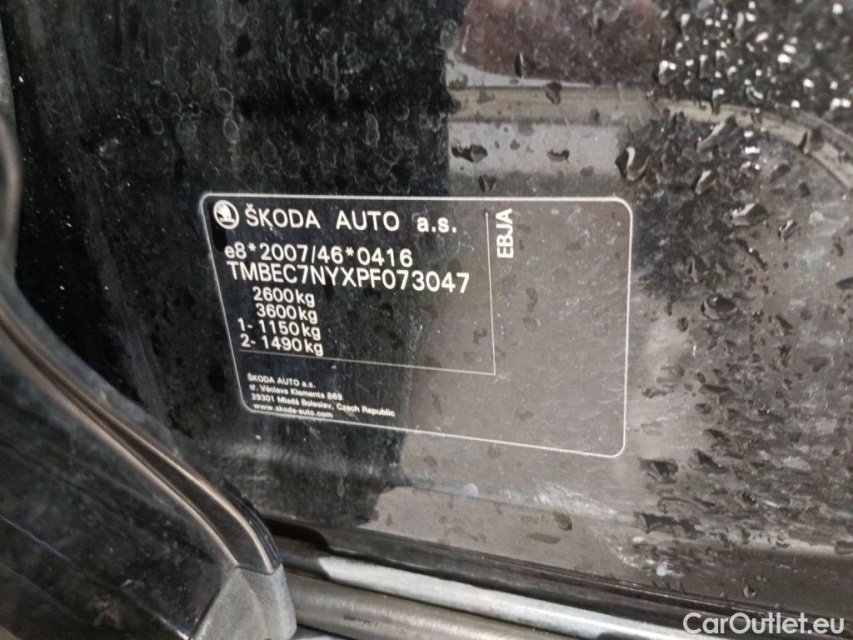 ŠKODA AUTO a.s.
EBJA
e8*2007/46*0416
TMBEC7NYXPF073047
2600kg
3600kg
1- 1150kg
2- 1490kg
ŠKODA AUTO a.s.
tř. Václava Klementa 869
29301 Mladá Boleslav, Czech Republic
www.skoda-auto.com
CarOutlet.eu